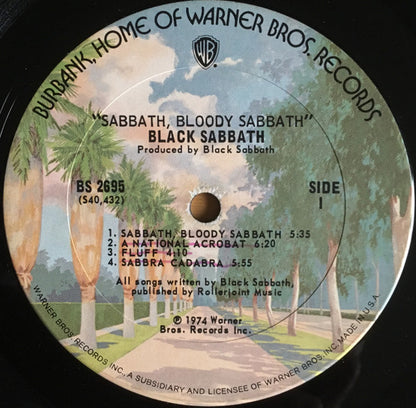 BURBANK, HOME OF WARNER BROS. RECORDS
WB
"SABBATH, BLOODY SABBATH"
BLACK SABBATH
Produced by Black Sabbath
BS 2695
(S40,432)
SIDE
1
1. SABBATH, BLOODY SABBATH 5:35
2. A NATIONAL ACROBAT 6:20
3. FLUFF 4:10
4. SABBRA CADABRA 5:55
All songs written by Black Sabbath,
published by Rollerjoint Music
℗ 1974 Warner
Bros. Records Inc.
WARNER BROS. RECORDS INC., A SUBSIDIARY AND LICENSEE OF WARNER BROS. INC. MADE IN U.S.A.